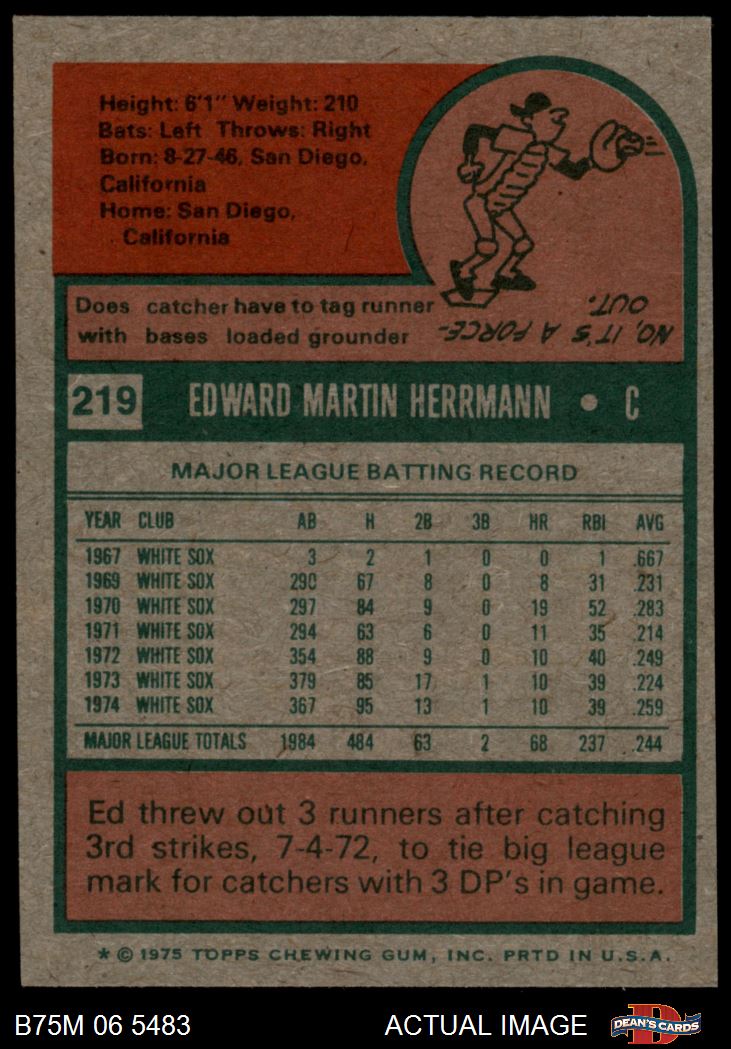 Height: 6'1" Weight: 210
Bats: Left Throws: Right
Born: 8-27-46, San Diego,
California
Home: San Diego,
California
Does catcher have to tag runner
with bases loaded grounder
NO, IT'S A FORCE-
OUT.
219 EDWARD MARTIN HERRMANN • C
MAJOR LEAGUE BATTING RECORD
YEAR CLUB AB H 2B 3B HR RBI AVG
1967 WHITE SOX 3 2 1 0 0 1 .667
1969 WHITE SOX 290 67 8 0 8 31 .231
1970 WHITE SOX 297 84 9 0 19 52 .283
1971 WHITE SOX 294 63 6 0 11 35 .214
1972 WHITE SOX 354 88 9 0 10 40 .249
1973 WHITE SOX 379 85 17 1 10 39 .224
1974 WHITE SOX 367 95 13 1 10 39 .259
MAJOR LEAGUE TOTALS 1984 484 63 2 68 237 .244
Ed threw out 3 runners after catching
3rd strikes, 7-4-72, to tie big league
mark for catchers with 3 DP's in game.
* © 1975 TOPPS CHEWING GUM, INC. PRTD IN U.S.A.
B75M 06 5483 ACTUAL IMAGE DEAN'S CARDS